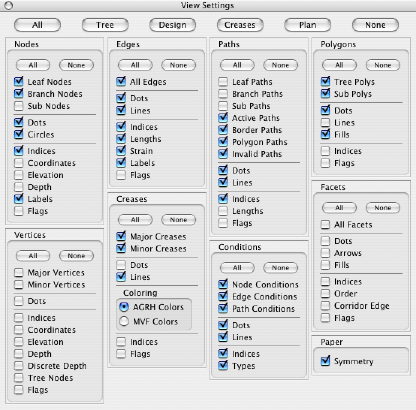 View Settings
All Tree Design Creases Plan None
Nodes
All None
Leaf Nodes
Branch Nodes
Sub Nodes
Dots
Circles
Indices
Coordinates
Elevation
Depth
Labels
Flags
Vertices
All None
Major Vertices
Minor Vertices
Dots
Indices
Coordinates
Elevation
Depth
Discrete Depth
Tree Nodes
Flags
Edges
All None
All Edges
Dots
Lines
Indices
Lengths
Strain
Labels
Flags
Creases
All None
Major Creases
Minor Creases
Dots
Lines
Coloring
AGRH Colors
MVF Colors
Indices
Flags
Paths
All None
Leaf Paths
Branch Paths
Sub Paths
Active Paths
Border Paths
Polygon Paths
Invalid Paths
Dots
Lines
Indices
Lengths
Flags
Conditions
All None
Node Conditions
Edge Conditions
Path Conditions
Dots
Lines
Indices
Types
Polygons
All None
Tree Polys
Sub Polys
Dots
Lines
Fills
Indices
Flags
Facets
All None
All Facets
Dots
Arrows
Fills
Indices
Order
Corridor Edge
Flags
Paper
Symmetry